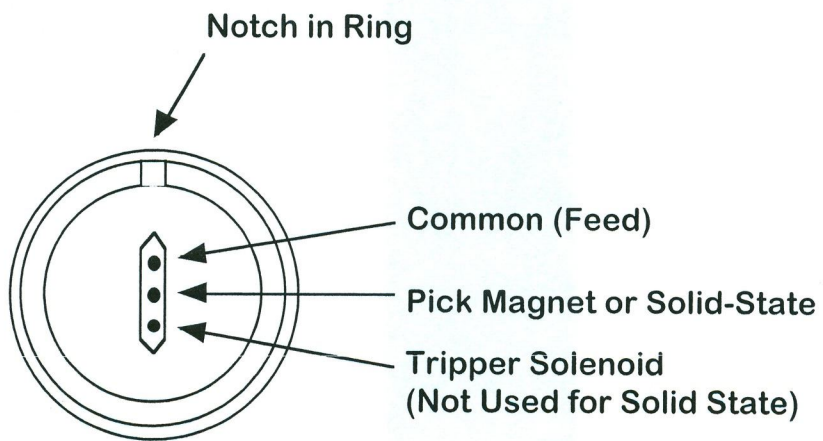 Notch in Ring
Common (Feed)
Pick Magnet or Solid-State
Tripper Solenoid
(Not Used for Solid State)